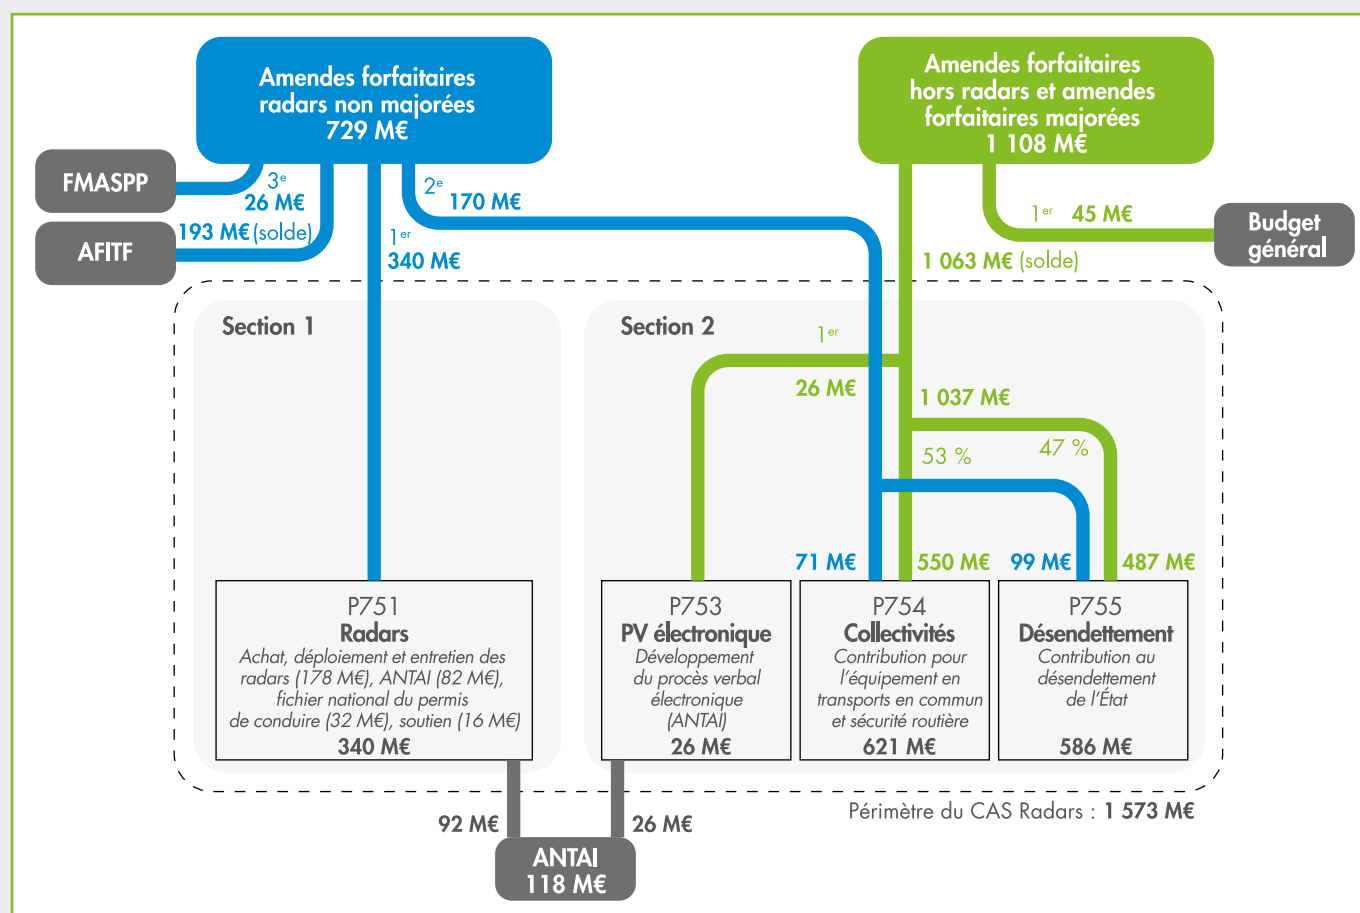 Amendes forfaitaires
radars non majorées
729 M€
Amendes forfaitaires
hors radars et amendes
forfaitaires majorées
1 108 M€
FMASPP
3e
26 M€
2e
170 M€
1er 45 M€
AFITF
193 M€ (solde)
1er
340 M€
Budget
général
1 063 M€ (solde)
Section 1
Section 2
1er
26 M€
1 037 M€
53 %
47 %
71 M€
550 M€
99 M€
487 M€
P751
Radars
Achat, déploiement et entretien des
radars (178 M€), ANTAI (82 M€),
fichier national du permis
de conduire (32 M€), soutien (16 M€)
340 M€
P753
PV électronique
Développement
du procès verbal
électronique
(ANTAI)
26 M€
P754
Collectivités
Contribution pour
l'équipement en
transports en commun
et sécurité routière
621 M€
P755
Désendettement
Contribution au
désendettement
de l'État
586 M€
Périmètre du CAS Radars : 1 573 M€
92 M€
26 M€
ANTAI
118 M€